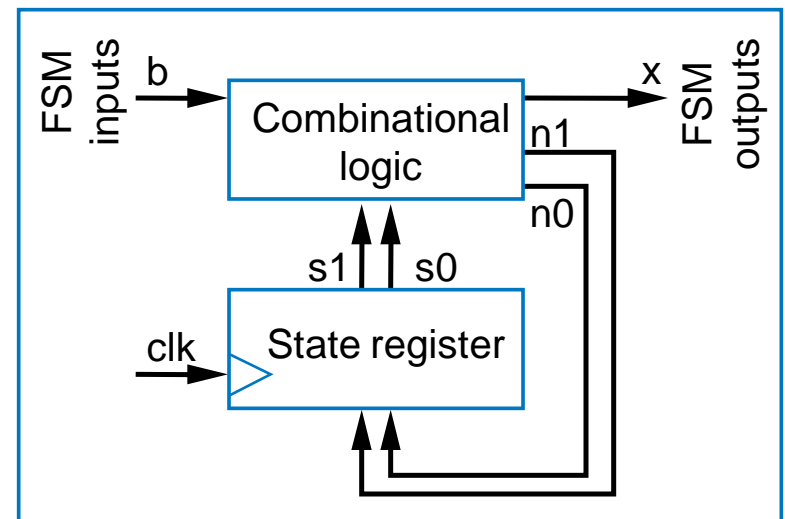 FSM
inputs
b
x
FSM
outputs
Combinational
logic
n1
n0
s1
s0
clk
State register